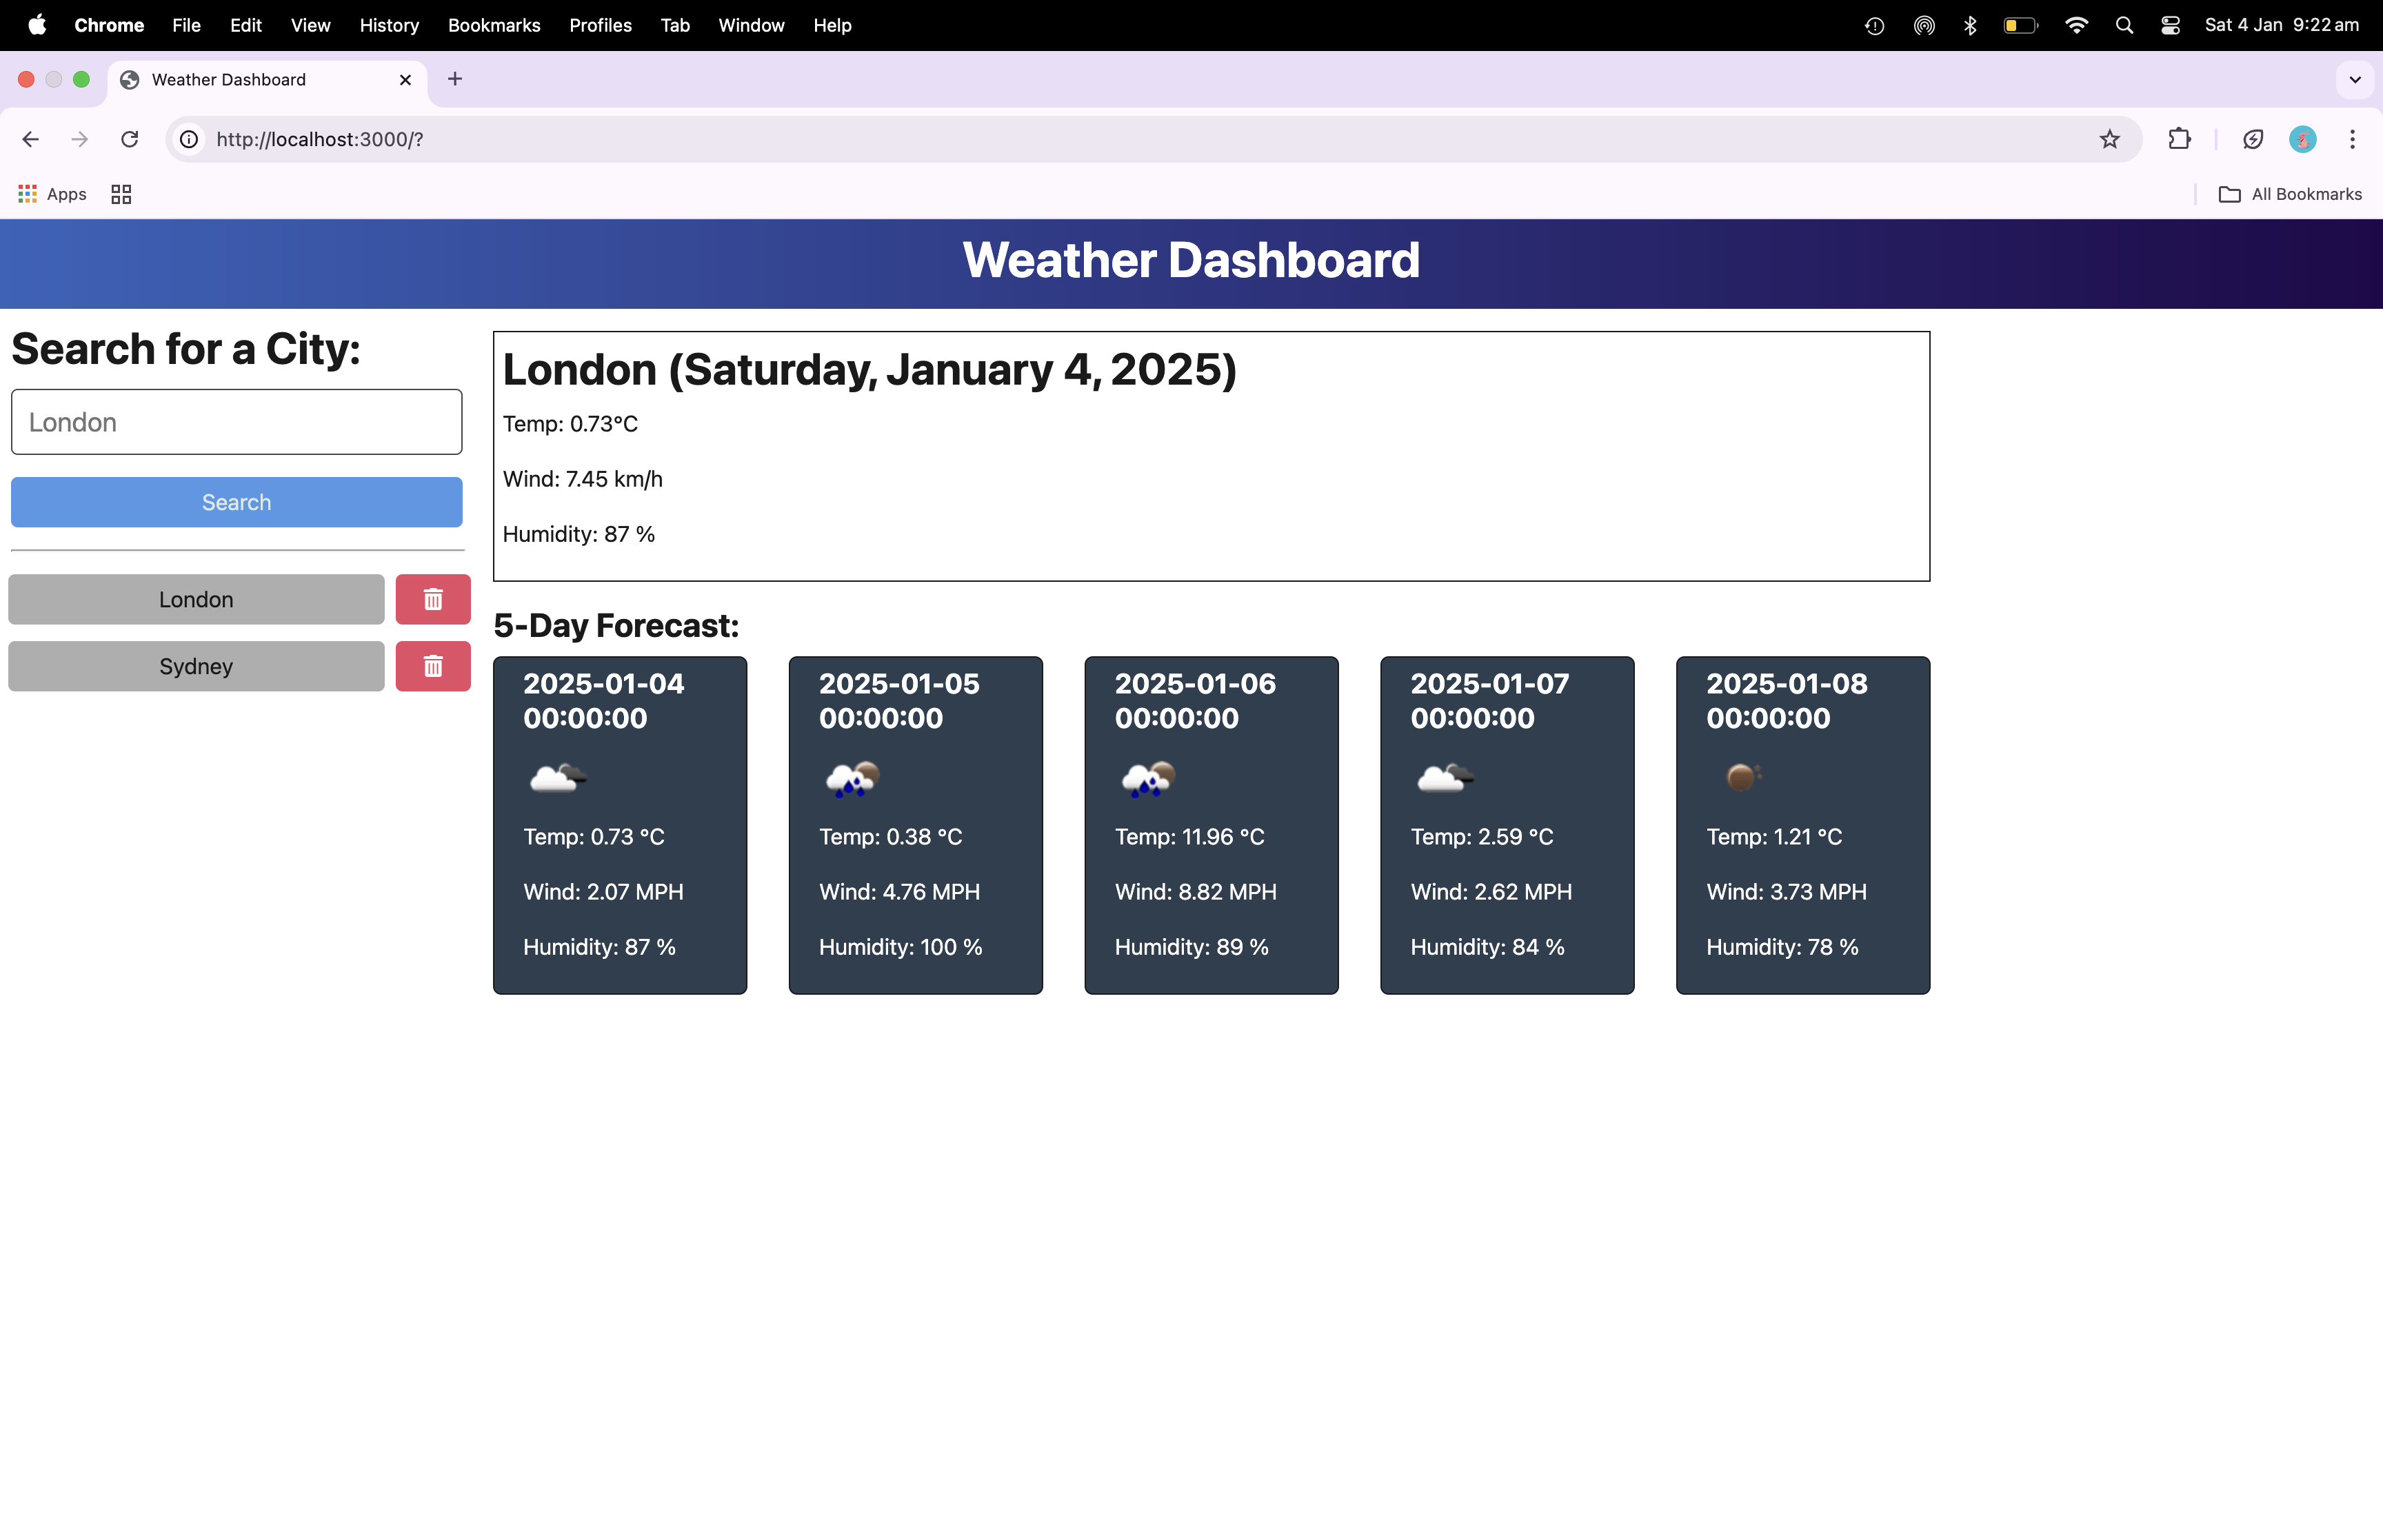 Chrome File Edit View History Bookmarks Profiles Tab Window Help Sat 4 Jan 9:22 am
Weather Dashboard
http://localhost:3000/?
Apps All Bookmarks
Weather Dashboard
Search for a City:
London
Search
London
Sydney
London (Saturday, January 4, 2025)
Temp: 0.73°C
Wind: 7.45 km/h
Humidity: 87 %
5-Day Forecast:
2025-01-04
00:00:00
Temp: 0.73 °C
Wind: 2.07 MPH
Humidity: 87 %
2025-01-05
00:00:00
Temp: 0.38 °C
Wind: 4.76 MPH
Humidity: 100 %
2025-01-06
00:00:00
Temp: 11.96 °C
Wind: 8.82 MPH
Humidity: 89 %
2025-01-07
00:00:00
Temp: 2.59 °C
Wind: 2.62 MPH
Humidity: 84 %
2025-01-08
00:00:00
Temp: 1.21 °C
Wind: 3.73 MPH
Humidity: 78 %